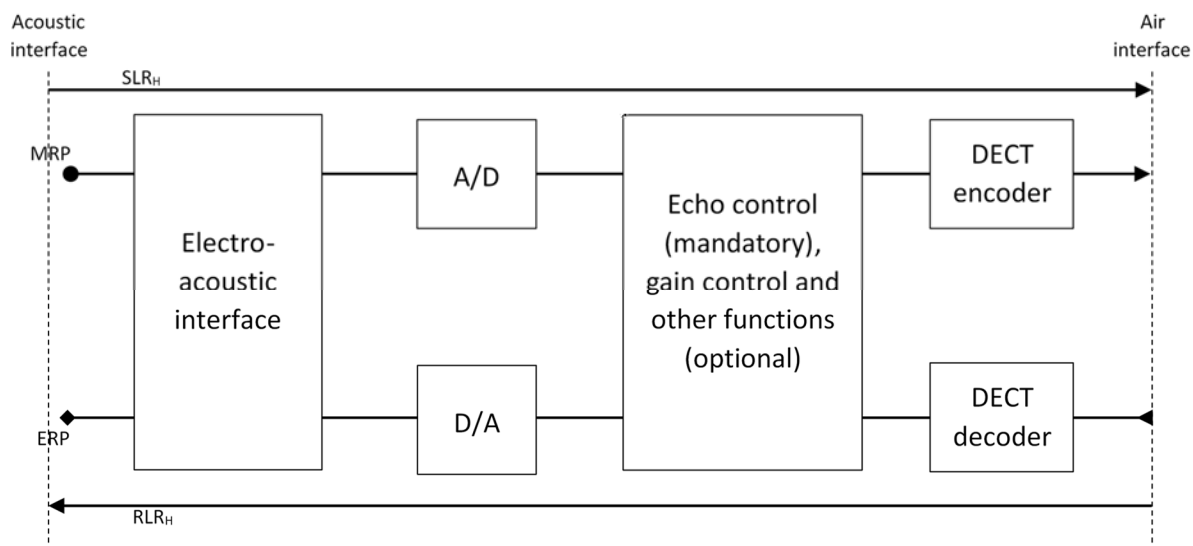 Acoustic
interface
Air
interface
SLRH
MRP
Electro-
acoustic
interface
A/D
Echo control
(mandatory),
gain control and
other functions
(optional)
DECT
encoder
ERP
D/A
DECT
decoder
RLRH